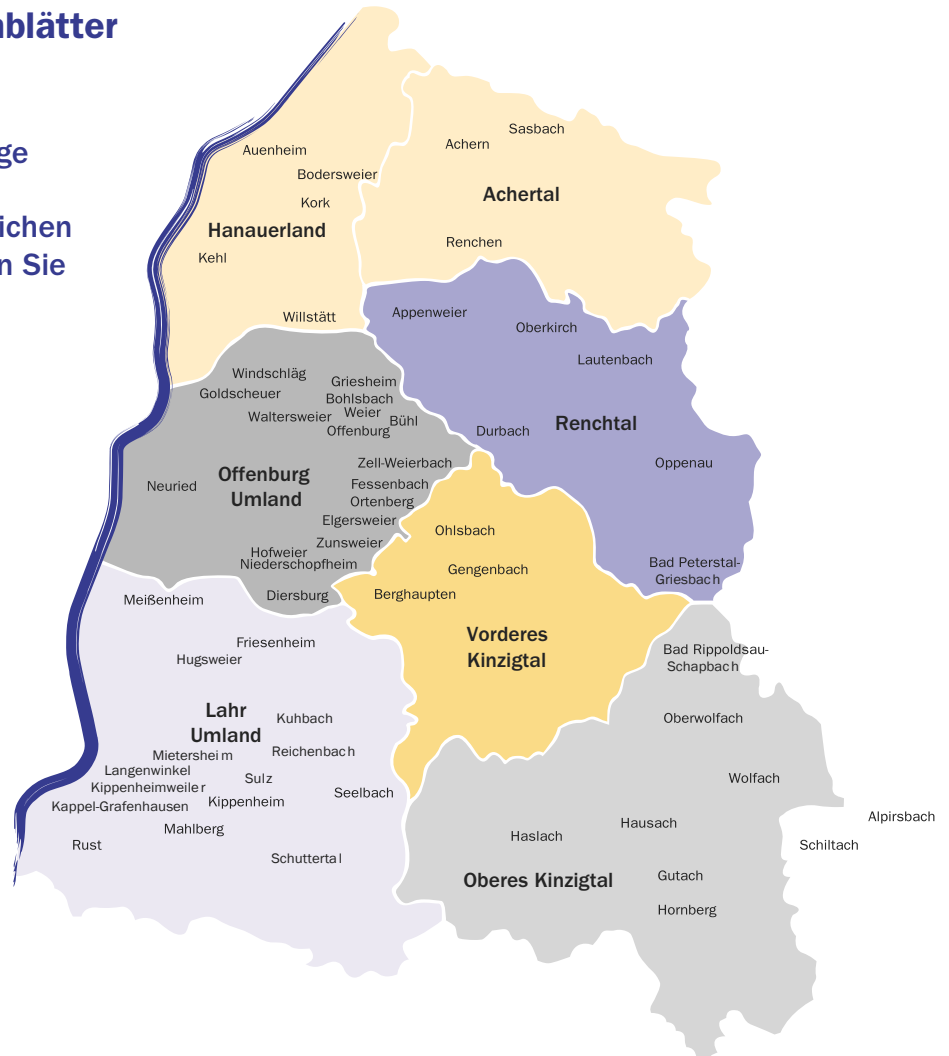 blätter
ge
ichen
n Sie
Sasbach
Achern
Auenheim
Bodersweier
Achertal
Kork
Hanauerland
Renchen
Kehl
Appenweier
Willstätt
Oberkirch
Lautenbach
Windschläg
Griesheim
Goldscheuer
Bohlsbach
Weier
Waltersweier
Bühl
Offenburg
Durbach
Renchtal
Zell-Weierbach
Oppenau
Offenburg
Umland
Neuried
Fessenbach
Ortenberg
Elgersweier
Ohlsbach
Zunsweier
Hofweier
Niederschopfheim
Gengenbach
Bad Peterstal-
Griesbach
Diersburg
Berghaupten
Meißenheim
Vorderes
Kinzigtal
Friesenheim
Hugsweier
Bad Rippoldsau-
Schapbach
Lahr
Umland
Kuhbach
Oberwolfach
Reichenbach
Mietersheim
Langenwinkel
Sulz
Wolfach
Kippenheimweiler
Seelbach
Kappel-Grafenhausen
Kippenheim
Alpirsbach
Hausach
Mahlberg
Haslach
Rust
Schiltach
Schuttertal
Gutach
Oberes Kinzigtal
Hornberg